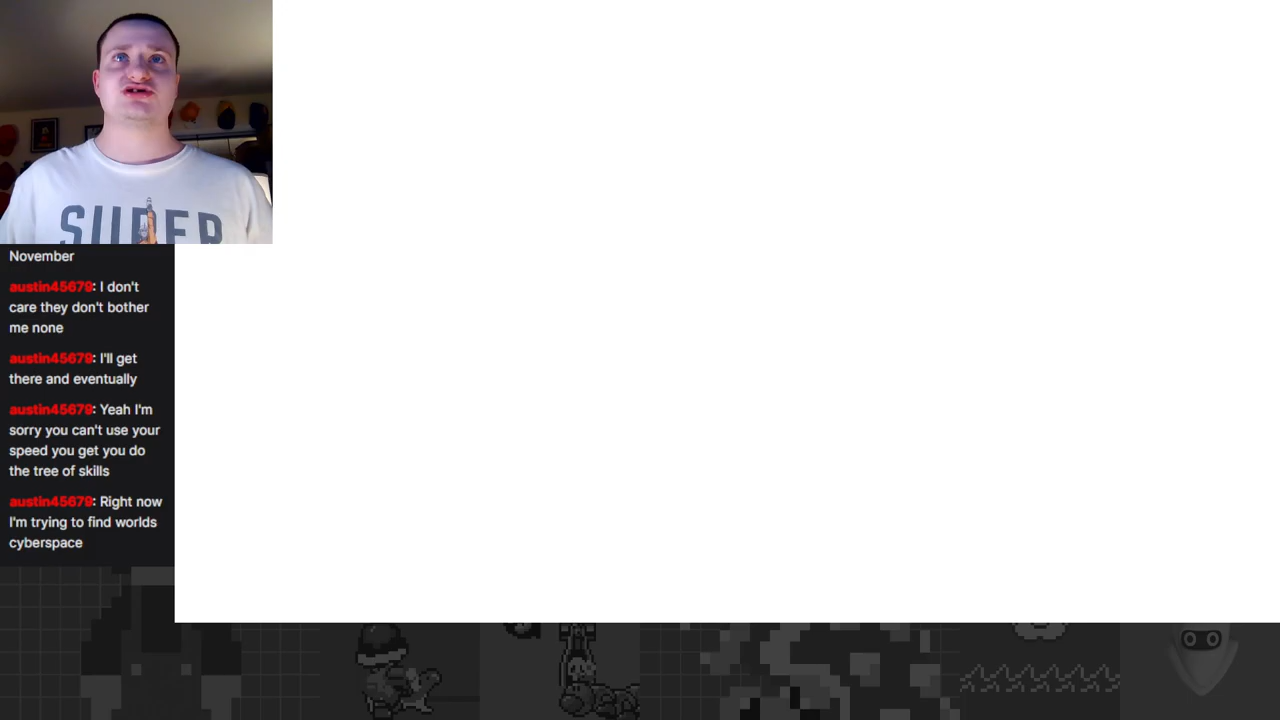 SUPER
November
austin45679: I don't
care they don't bother
me none
austin45679: I'll get
there and eventually
austin45679: Yeah I'm
sorry you can't use your
speed you get you do
the tree of skills
austin45679: Right now
I'm trying to find worlds
cyberspace